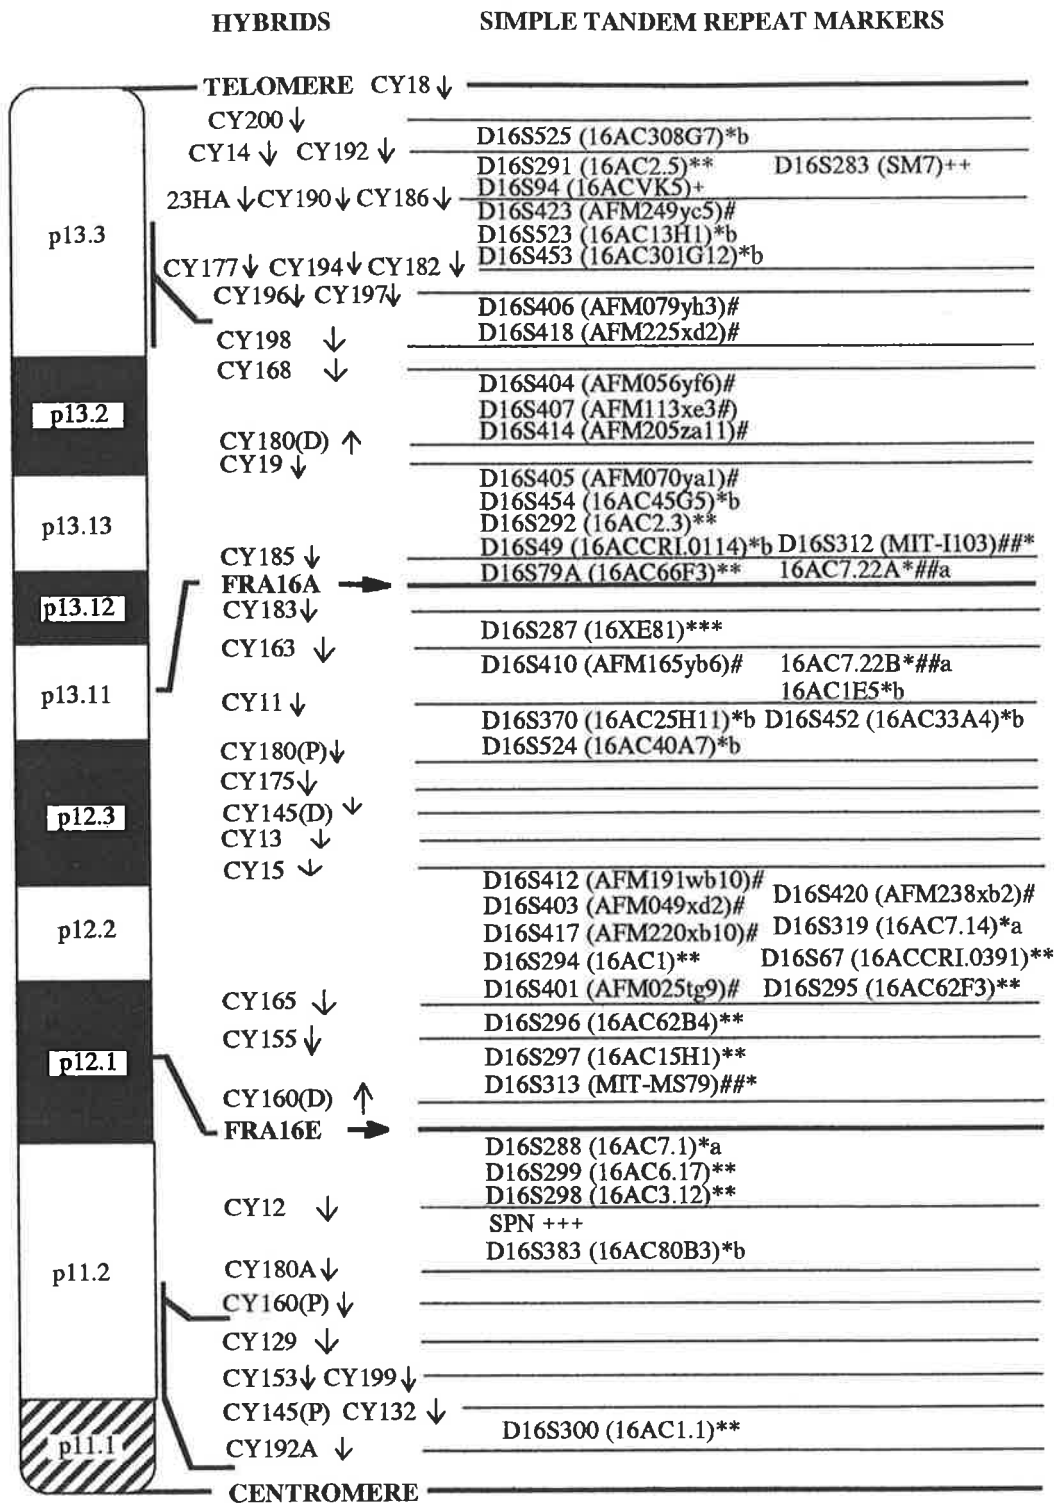 HYBRIDS SIMPLE TANDEM REPEAT MARKERS
TELOMERE CY18 ↓
CY200 ↓
D16S525 (16AC308G7)*b
CY14 ↓ CY192 ↓
D16S291 (16AC2.5)** D16S283 (SM7)++
D16S94 (16ACVK5)+
23HA ↓ CY190 ↓ CY186 ↓
D16S423 (AFM249yc5)#
p13.3
D16S523 (16AC13H1)*b
D16S453 (16AC301G12)*b
CY177 ↓ CY194 ↓ CY182 ↓
CY196 ↓ CY197 ↓
D16S406 (AFM079yh3)#
D16S418 (AFM225xd2)#
CY198 ↓
CY168 ↓
D16S404 (AFM056yf6)#
p13.2
D16S407 (AFM113xe3#)
D16S414 (AFM205za11)#
CY180(D) ↑
CY19 ↓
D16S405 (AFM070ya1)#
D16S454 (16AC45G5)*b
p13.13
D16S292 (16AC2.3)**
D16S49 (16ACCRI.0114)*b D16S312 (MIT-I103)##*
CY185 ↓
D16S79A (16AC66F3)** 16AC7.22A*##a
FRA16A →
p13.12
CY183 ↓
D16S287 (16XE81)***
CY163 ↓
D16S410 (AFM165yb6)# 16AC7.22B*##a
16AC1E5*b
p13.11
CY11 ↓
D16S370 (16AC25H11)*b D16S452 (16AC33A4)*b
D16S524 (16AC40A7)*b
CY180(P) ↓
CY175 ↓
p12.3
CY145(D) ↓
CY13 ↓
CY15 ↓
D16S412 (AFM191wb10)#
D16S420 (AFM238xb2)#
D16S403 (AFM049xd2)#
p12.2
D16S417 (AFM220xb10)# D16S319 (16AC7.14)*a
D16S294 (16AC1)** D16S67 (16ACCRI.0391)**
D16S401 (AFM025tg9)# D16S295 (16AC62F3)**
CY165 ↓
D16S296 (16AC62B4)**
CY155 ↓
p12.1
D16S297 (16AC15H1)**
D16S313 (MIT-MS79)##*
CY160(D) ↑
FRA16E →
D16S288 (16AC7.1)*a
D16S299 (16AC6.17)**
D16S298 (16AC3.12)**
CY12 ↓
SPN +++
D16S383 (16AC80B3)*b
p11.2
CY180A ↓
CY160(P) ↓
CY129 ↓
CY153 ↓ CY199 ↓
CY145(P) CY132 ↓
D16S300 (16AC1.1)**
p11.1
CY192A ↓
CENTROMERE